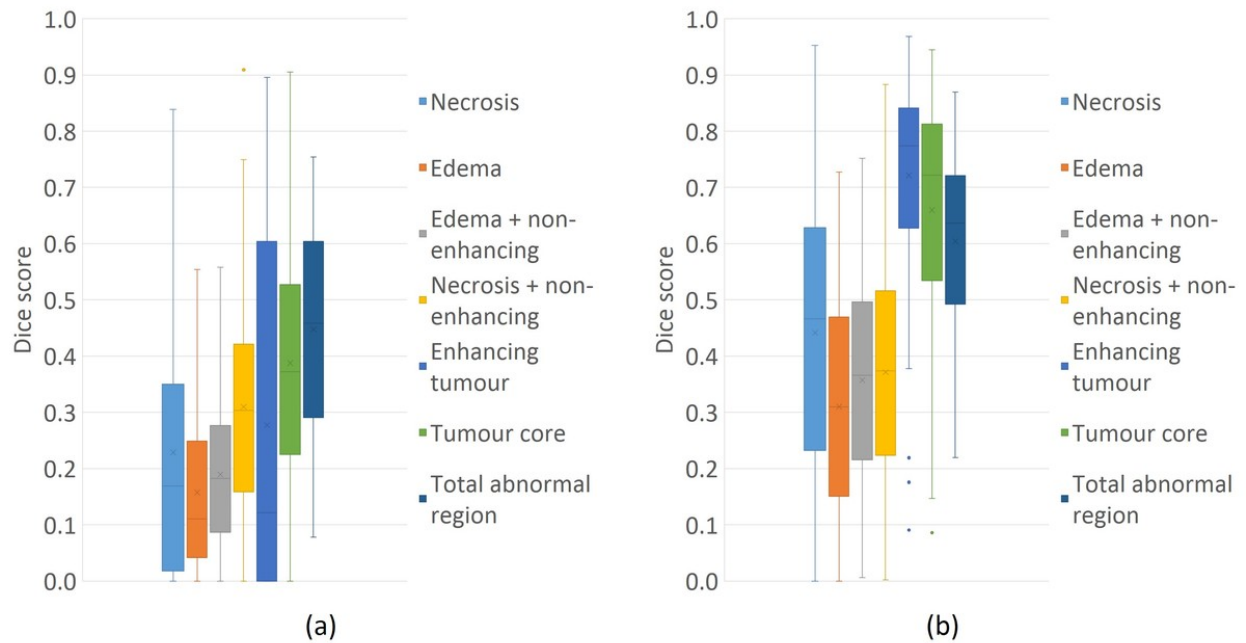 1.0
0.9
0.8
0.7
0.6
0.5
0.4
0.3
0.2
0.1
0.0
Dice score
Necrosis
Edema
Edema + non-
enhancing
Necrosis + non-
enhancing
Enhancing
tumour
Tumour core
Total abnormal
region
(a)
1.0
0.9
0.8
0.7
0.6
0.5
0.4
0.3
0.2
0.1
0.0
Dice score
Necrosis
Edema
Edema + non-
enhancing
Necrosis + non-
enhancing
Enhancing
tumour
Tumour core
Total abnormal
region
(b)